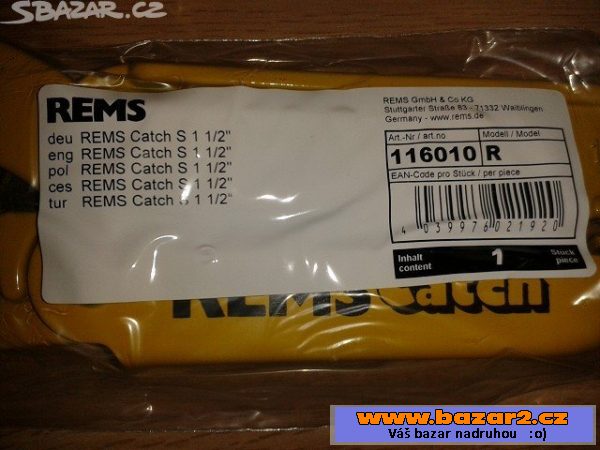 SBAZAR.CZ
REMS
deu REMS Catch S 1 1/2"
eng REMS Catch S 1 1/2"
pol REMS Catch S 1 1/2"
ces REMS Catch S 1 1/2"
tur REMS Catch S 1 1/2"
REMS GmbH & Co KG
Stuttgarter Straße 83 - 71332 Waiblingen
Germany - www.rems.de
Art.-Nr / art.no Modell / Model
116010 R
EAN-Code pro Stück / per piece
4 039976 021920
Inhalt content 1 Stück piece
REMS Catch
www.bazar2.cz
Váš bazar nadruhou :o)